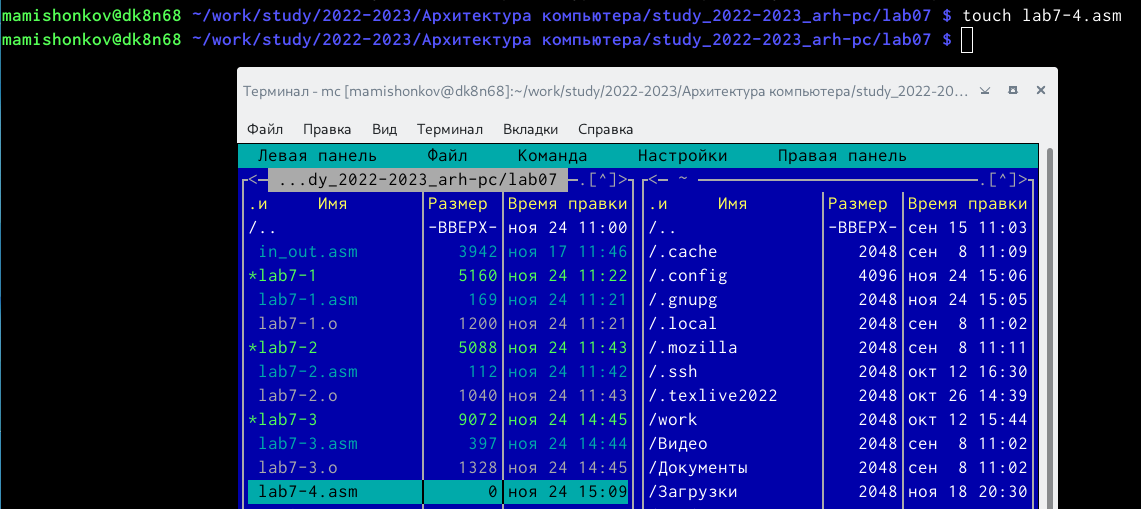 mamishonkov@dk8n68 ~/work/study/2022-2023/Архитектура компьютера/study_2022-2023_arh-pc/lab07 $ touch lab7-4.asm
mamishonkov@dk8n68 ~/work/study/2022-2023/Архитектура компьютера/study_2022-2023_arh-pc/lab07 $
Терминал - mc [mamishonkov@dk8n68]:~/work/study/2022-2023/Архитектура компьютера/study_2022-20...
Файл Правка Вид Терминал Вкладки Справка
Левая панель Файл Команда Настройки Правая панель
<─ ...dy_2022-2023_arh-pc/lab07 ─.[^]>┐┌<─ ~ ─.[^]>
.и Имя Размер Время правки .и Имя Размер Время правки
/.. -ВВЕРХ- ноя 24 11:00 /.. -ВВЕРХ- сен 15 11:03
in_out.asm 3942 ноя 17 11:46 /.cache 2048 сен 8 11:09
*lab7-1 5160 ноя 24 11:22 /.config 4096 ноя 24 15:06
lab7-1.asm 169 ноя 24 11:21 /.gnupg 2048 ноя 24 15:05
lab7-1.o 1200 ноя 24 11:21 /.local 2048 сен 8 11:02
*lab7-2 5088 ноя 24 11:43 /.mozilla 2048 сен 8 11:11
lab7-2.asm 112 ноя 24 11:42 /.ssh 2048 окт 12 16:30
lab7-2.o 1040 ноя 24 11:43 /.texlive2022 2048 окт 26 14:39
*lab7-3 9072 ноя 24 14:45 /work 2048 окт 12 15:44
lab7-3.asm 397 ноя 24 14:44 /Видео 2048 сен 8 11:02
lab7-3.o 1328 ноя 24 14:45 /Документы 2048 сен 8 11:02
lab7-4.asm 0 ноя 24 15:09 /Загрузки 2048 ноя 18 20:30